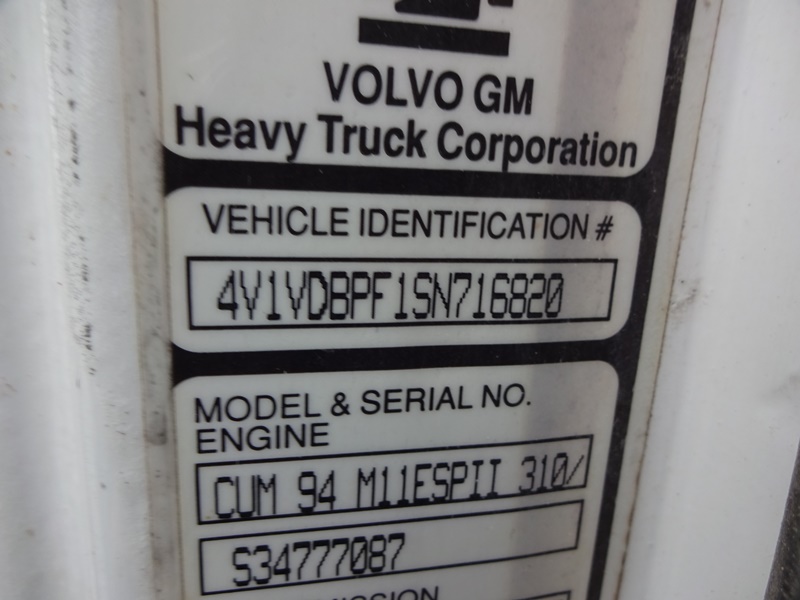 VOLVO GM
Heavy Truck Corporation
VEHICLE IDENTIFICATION #
4V1VDBPF1SN716820
MODEL & SERIAL NO.
ENGINE
CUM 94 M11ESPII 310/
S34777087